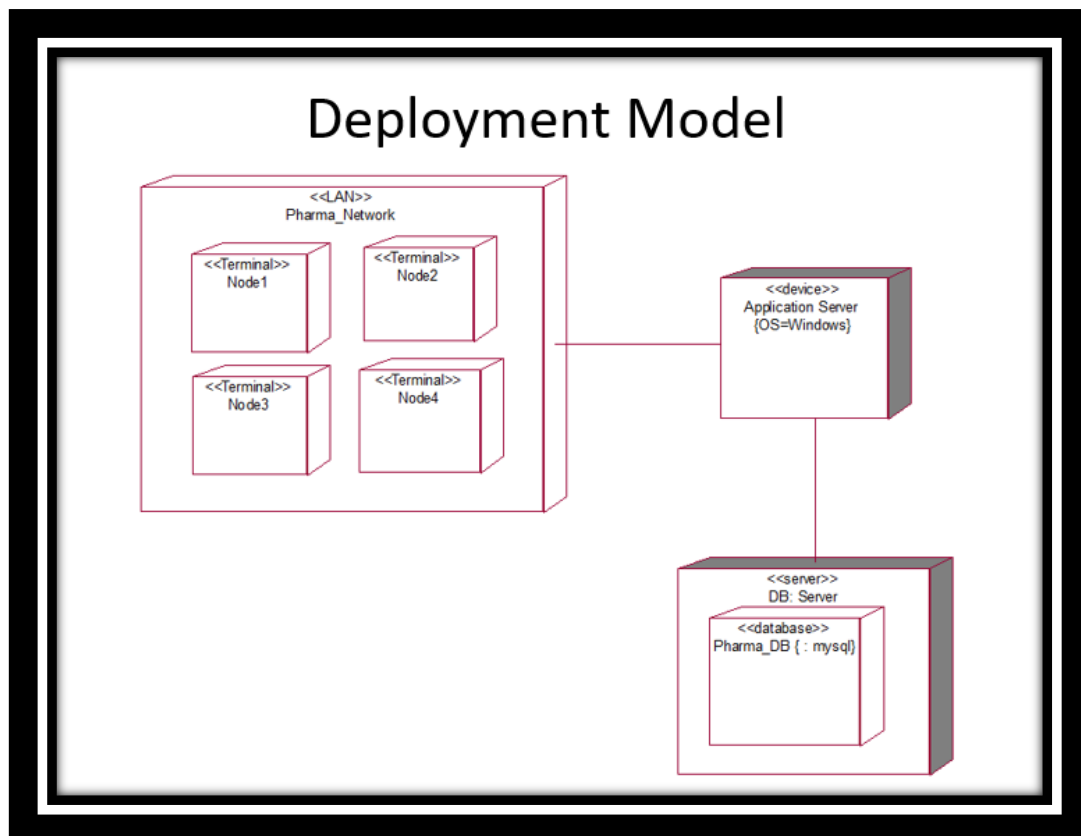 Deployment Model
<<LAN>>
Pharma_Network
<<Terminal>>
Node1
<<Terminal>>
Node2
<<Terminal>>
Node3
<<Terminal>>
Node4
<<device>>
Application Server
{OS=Windows}
<<server>>
DB: Server
<<database>>
Pharma_DB { : mysql}